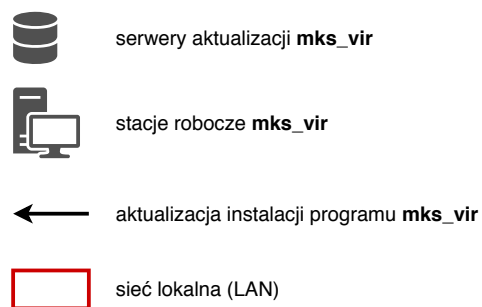 serwery aktualizacji mks_vir
stacje robocze mks_vir
aktualizacja instalacji programu mks_vir
sieć lokalna (LAN)